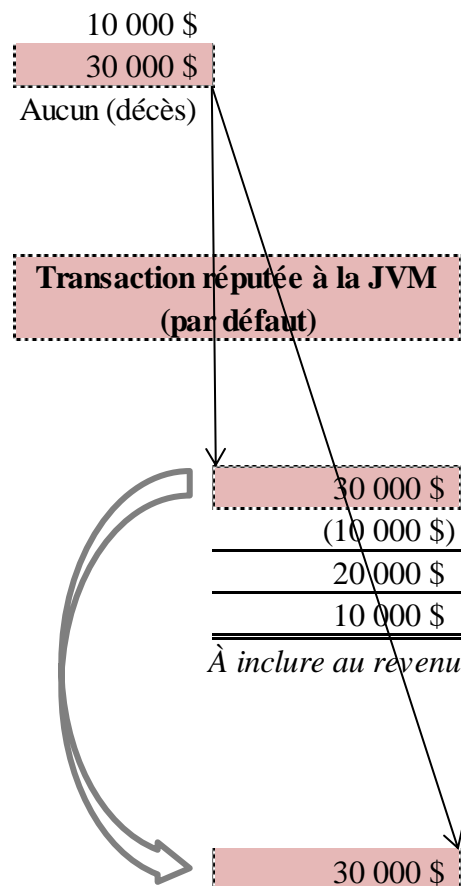 10 000 $
30 000 $
Aucun (décès)
Transaction réputée à la JVM
(par défaut)
30 000 $
(10 000 $)
20 000 $
10 000 $
À inclure au revenu
30 000 $